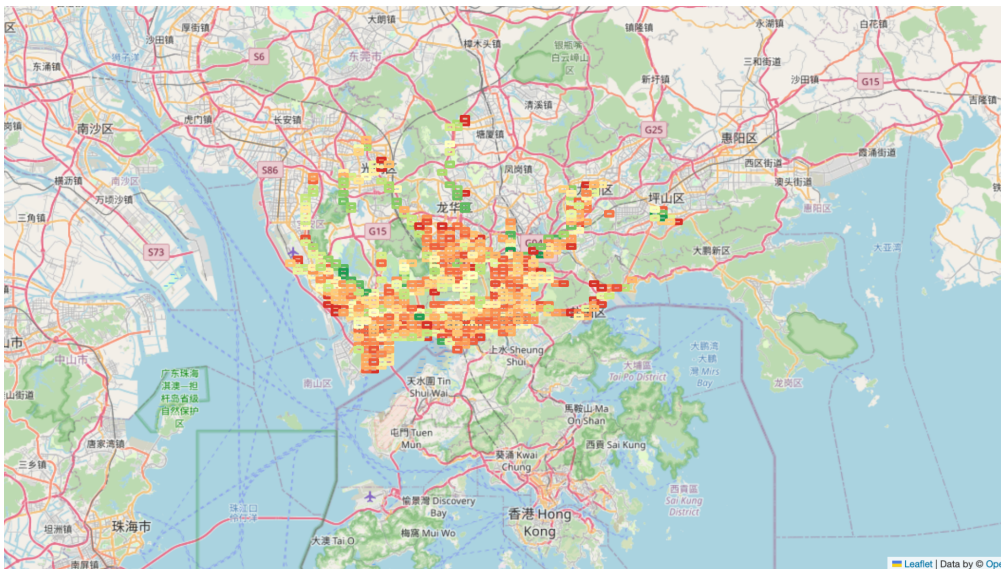 厚街镇
大朗镇
镇隆镇
永湖镇
白花镇
区
沙田镇
S6
东莞市
樟木头镇
银瓶嘴
白云嶂山
区
三和街道
东涌镇
新圩镇
沙田镇
G15
清溪镇
吉隆镇
南沙区
虎门镇
长安镇
塘厦镇
G25
惠阳区
霞涌街道
S86
凤岗镇
西区街道
澳头街道
横沥镇
南沙区
万顷沙镇
坪山区
惠阳区
三角镇
龙华
G15
S73
大鹏新区
大亚湾
中山市
南山区
上水 Sheung
Shui
大埔區
Tai Po District
大鹏湾
- 大鵬
灣 Mirs
Bay
龙岗区
广东珠海
淇澳—担
杆岛省级
自然保护
区
天水圍 Tin
Shui Wai
馬鞍山 Ma
On Shan
屯門 Tuen
Mun
西貢 Sai Kung
唐家湾镇
葵涌 Kwai
Chung
三乡镇
西貢區
Sai Kung
District
愉景灣 Discovery
Bay
香港 Hong
Kong
珠江口
珠海市
坦洲镇
梅窩 Mui Wo
大澳 Tai O
南屏镇
Leaflet | Data by © Ope